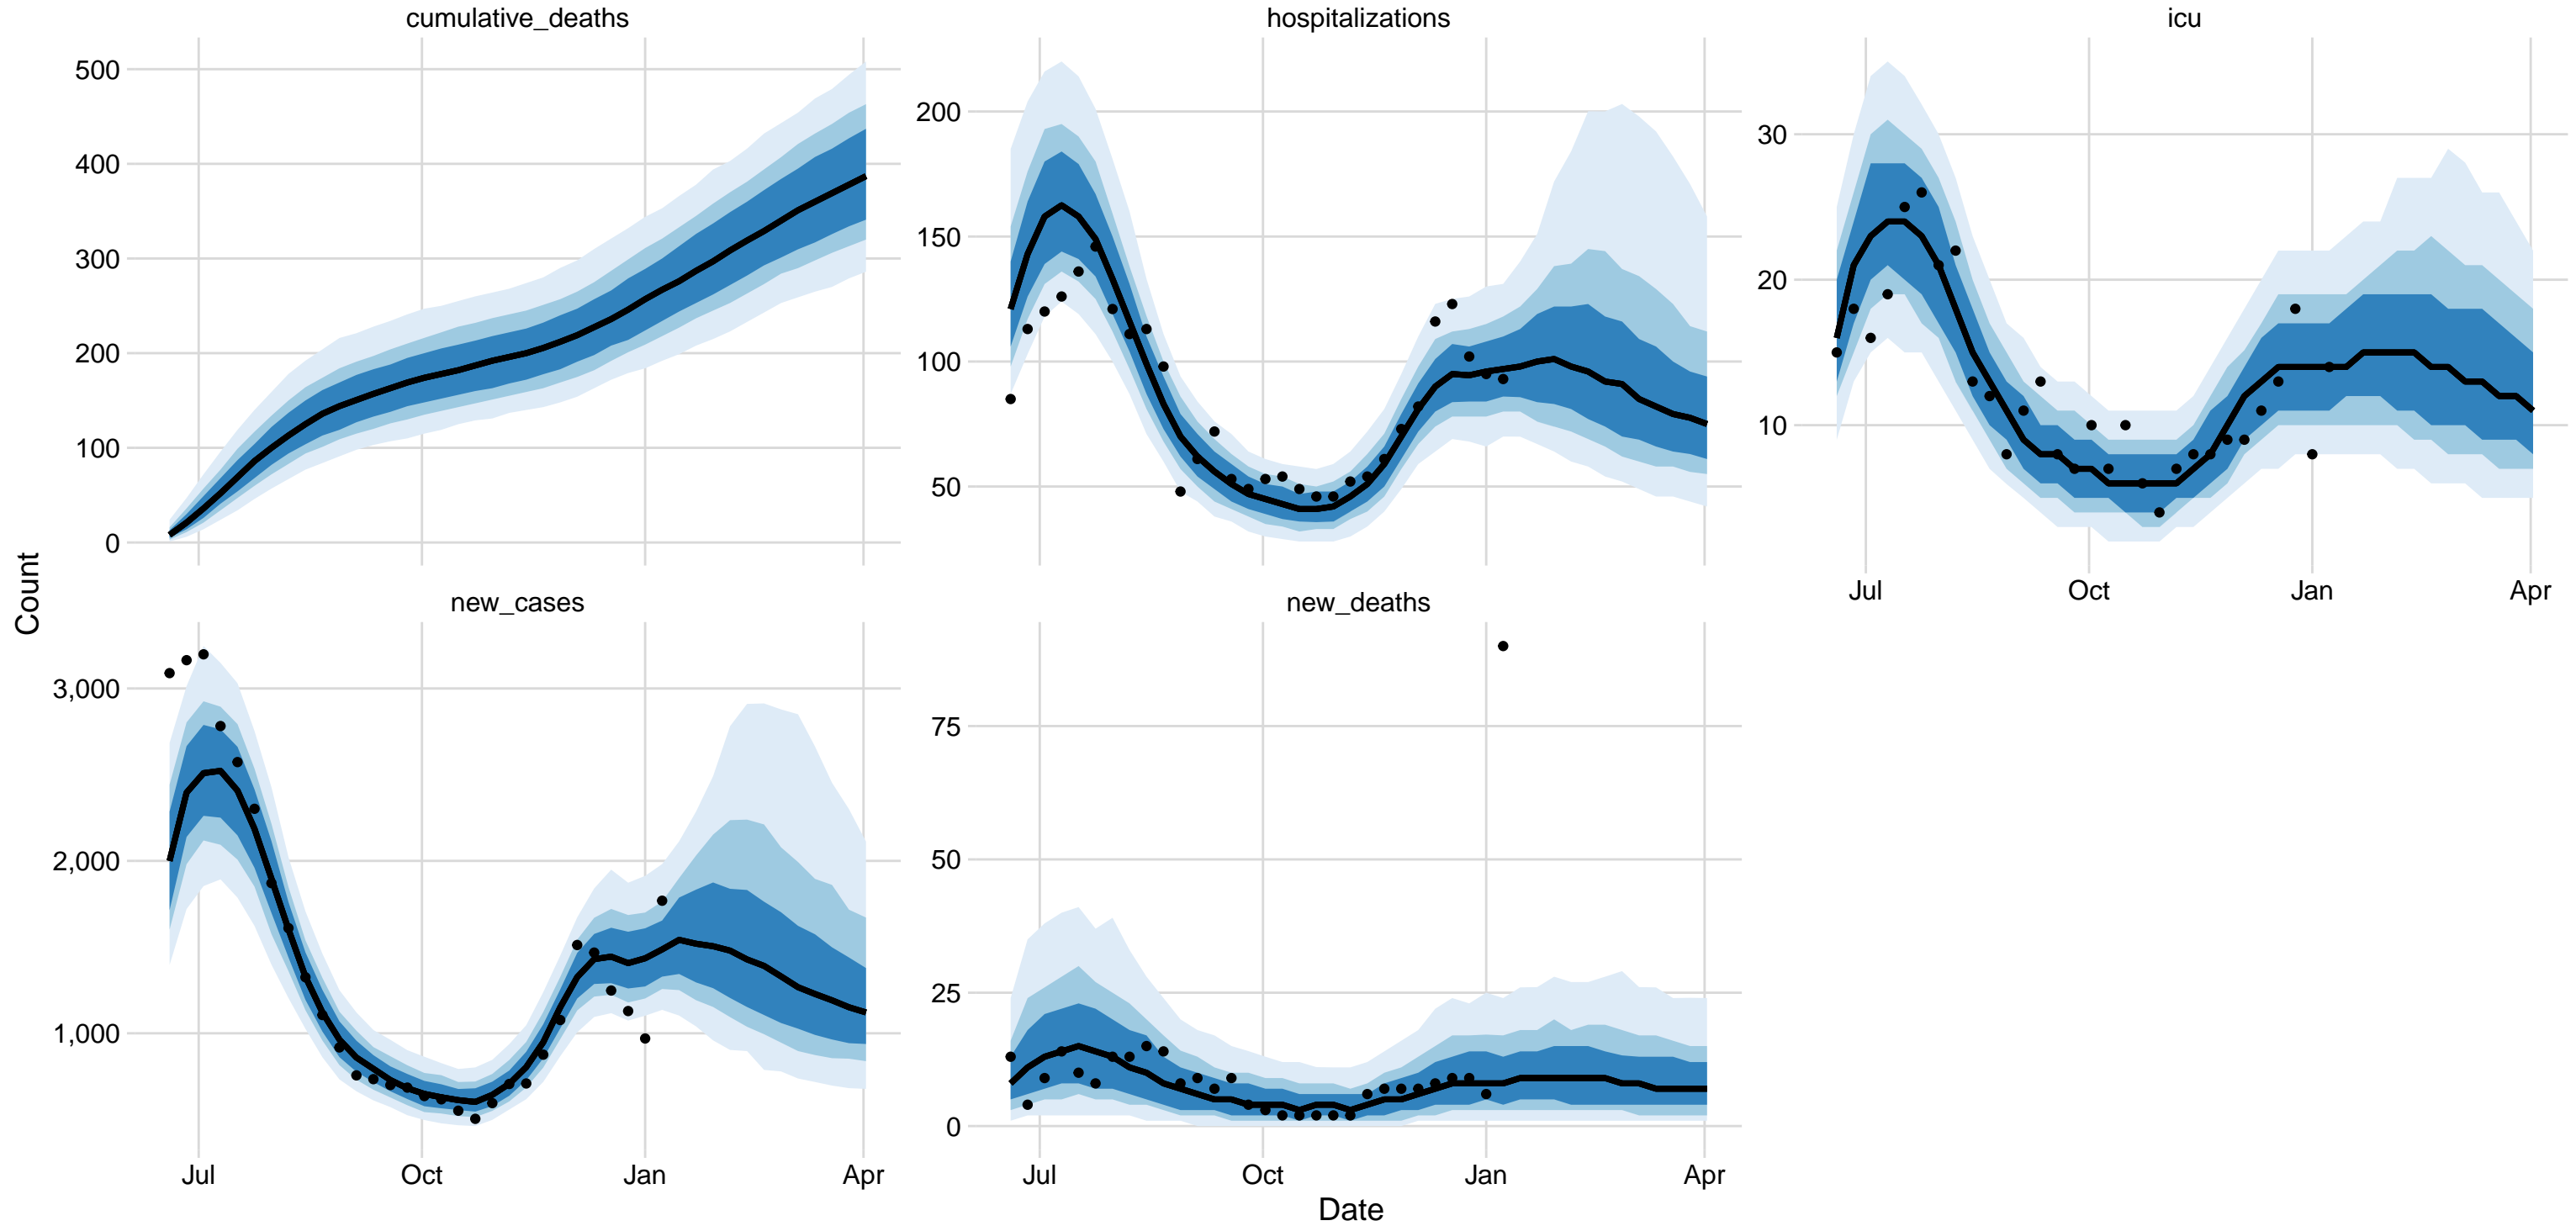 cumulative_deaths
500
400
300
200
100
0
hospitalizations
200
150
100
50
icu
30
20
10
Jul Oct Jan Apr
Count
new_cases
3,000
2,000
1,000
Jul Oct Jan Apr
new_deaths
75
50
25
0
Jul Oct Jan Apr
Date